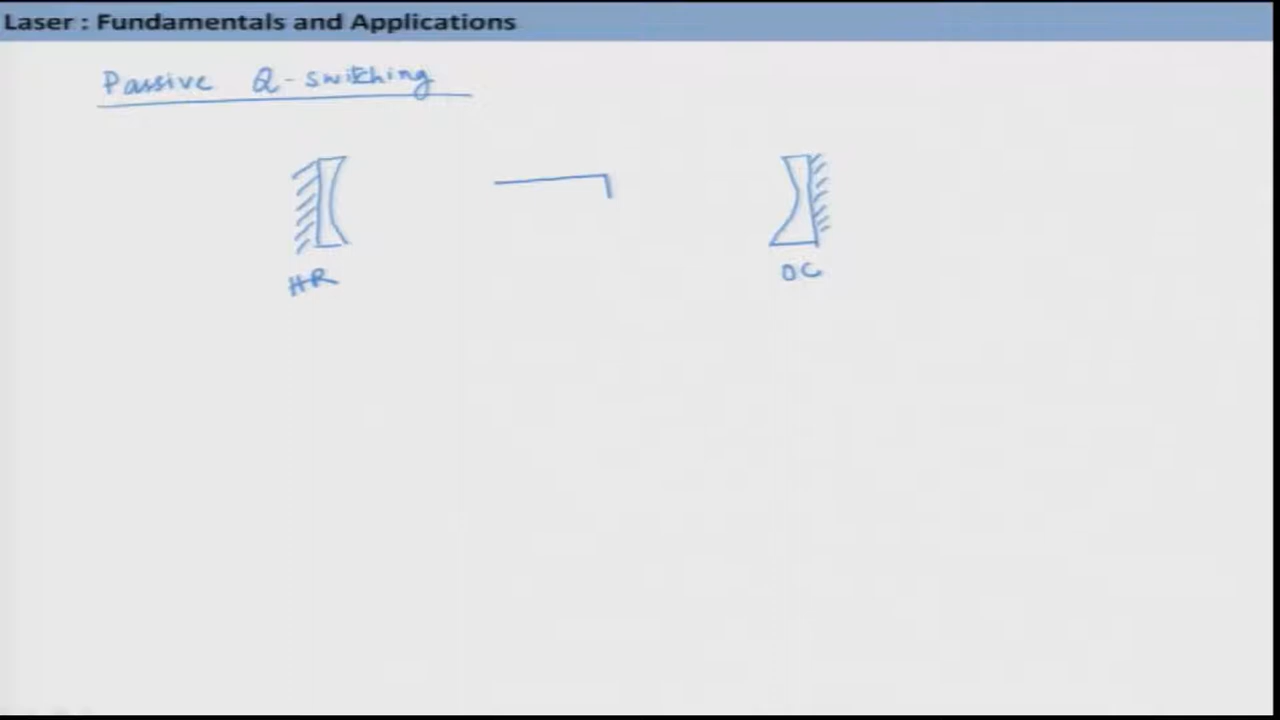 Laser : Fundamentals and Applications
Passive Q-switching
HR
OC